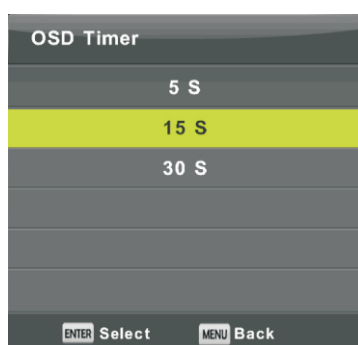 OSD Timer
5 S
15 S
30 S
ENTER Select MENU Back